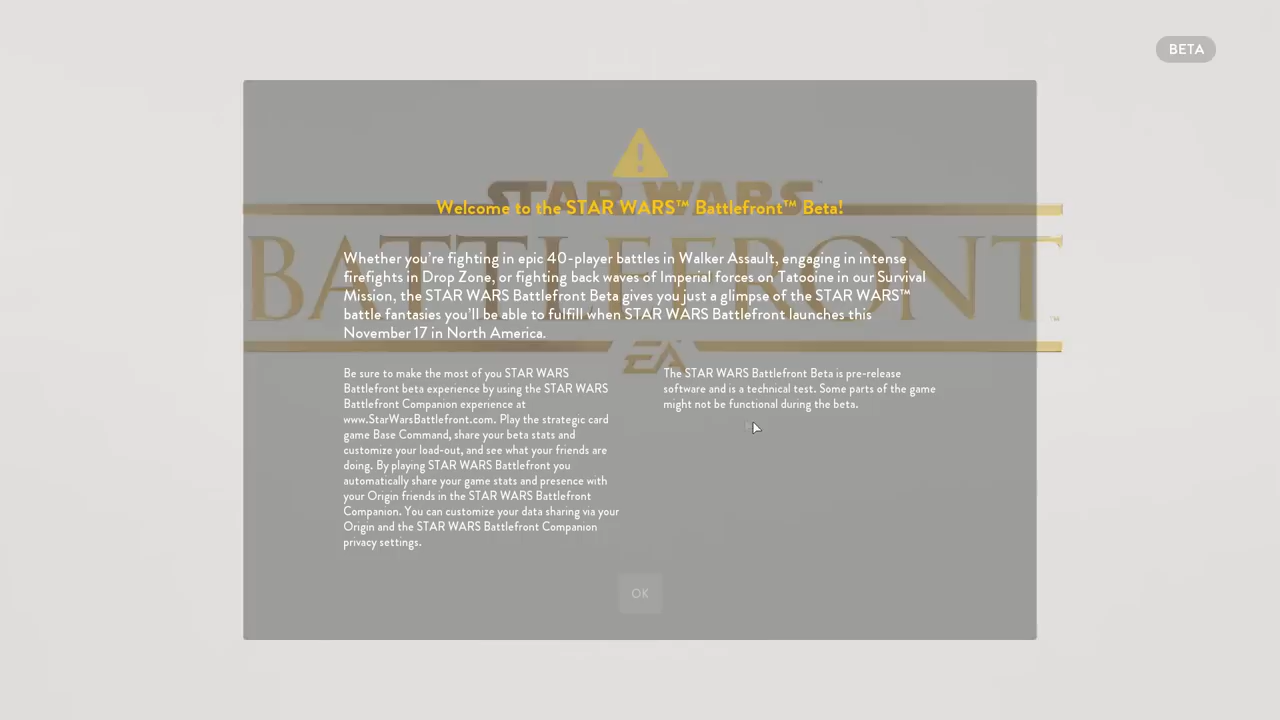 BETA
STAR WARS™
Welcome to the STAR WARS™ Battlefront™ Beta!
BATTLEFRONT™
Whether you're fighting in epic 40-player battles in Walker Assault, engaging in intense
firefights in Drop Zone, or fighting back waves of Imperial forces on Tatooine in our Survival
Mission, the STAR WARS Battlefront Beta gives you just a glimpse of the STAR WARS™
battle fantasies you'll be able to fulfill when STAR WARS Battlefront launches this
November 17 in North America.
EA
Be sure to make the most of you STAR WARS
Battlefront beta experience by using the STAR WARS
Battlefront Companion experience at
www.StarWarsBattlefront.com. Play the strategic card
game Base Command, share your beta stats and
customize your load-out, and see what your friends are
doing. By playing STAR WARS Battlefront you
automatically share your game stats and presence with
your Origin friends in the STAR WARS Battlefront
Companion. You can customize your data sharing via your
Origin and the STAR WARS Battlefront Companion
privacy settings.
The STAR WARS Battlefront Beta is pre-release
software and is a technical test. Some parts of the game
might not be functional during the beta.
OK